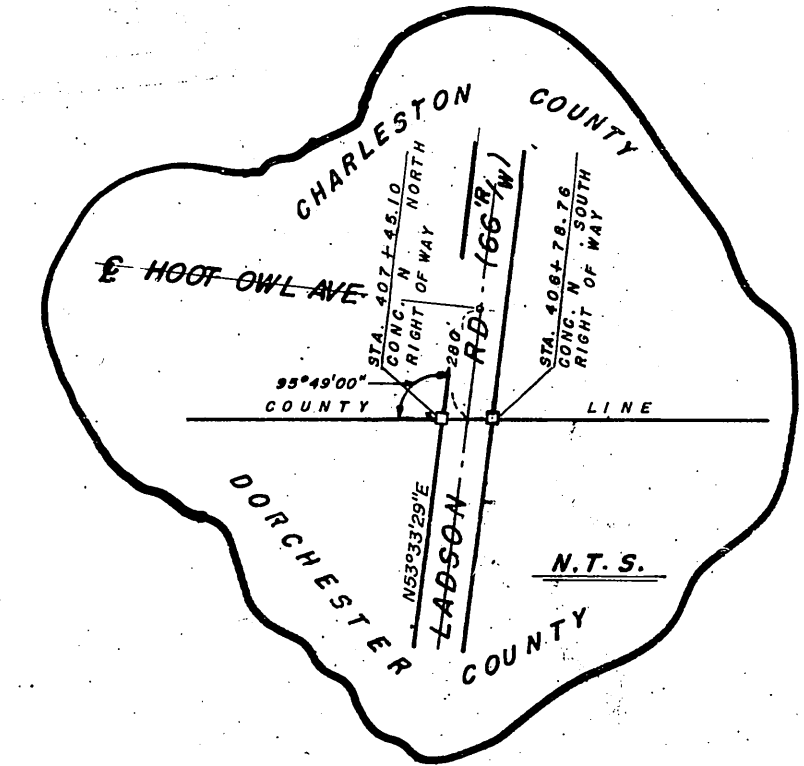 CHARLESTON COUNTY
℄ HOOT OWL AVE.
STA. 407+45.10
CONC. N NORTH
RIGHT OF WAY
LADSON RD. (66' R/W)
STA. 406+78.76
CONC. N SOUTH
RIGHT OF WAY
280'
95°49'00"
COUNTY LINE
N53°33'29"E
DORCHESTER COUNTY
N.T.S.